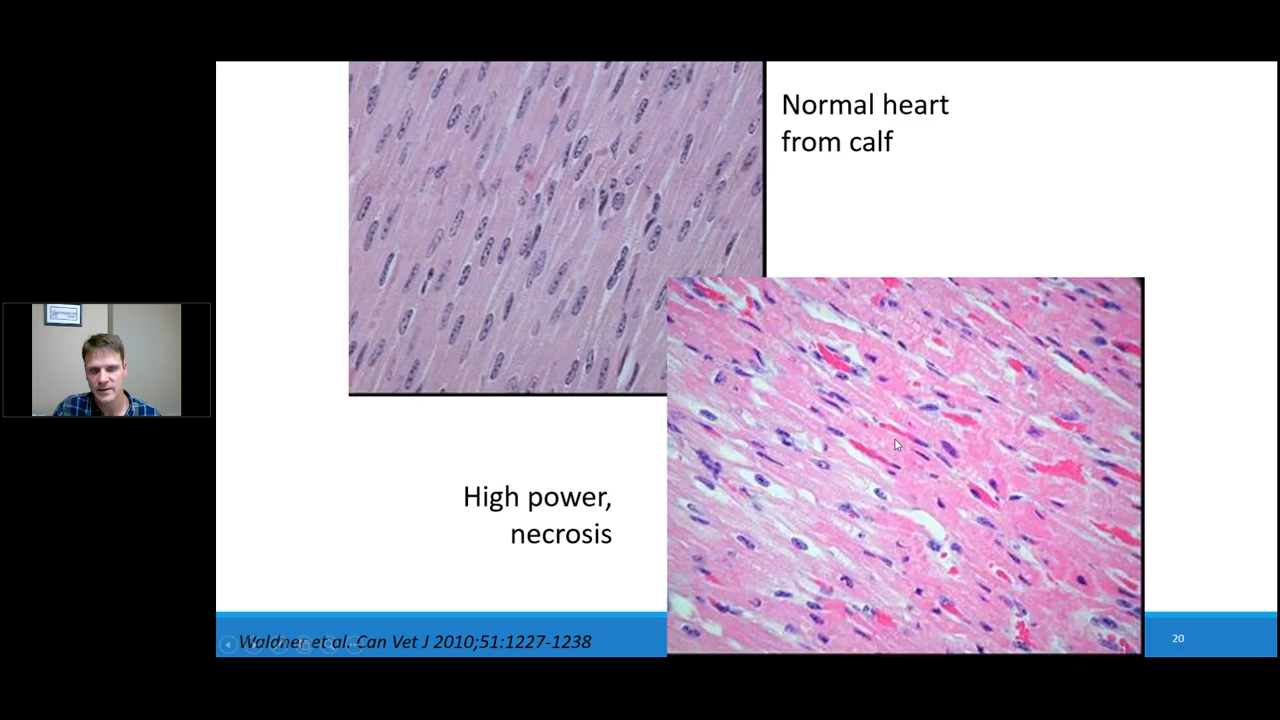 Normal heart
from calf
High power,
necrosis
Waldner et al. Can Vet J 2010;51:1227-1238
20